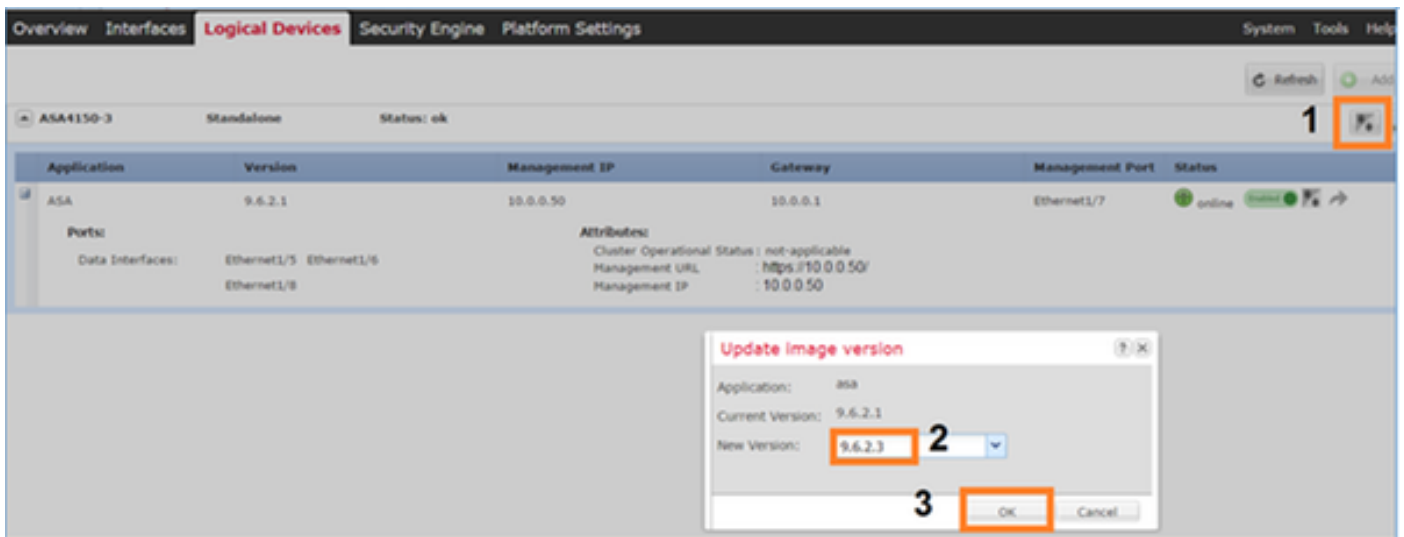 Overview Interfaces Logical Devices Security Engine Platform Settings System Tools Help
Refresh Add
ASA4150-3 Standalone Status: ok 1
Application Version Management IP Gateway Management Port Status
ASA 9.6.2.1 10.0.0.50 10.0.0.1 Ethernet1/7 online Enabled
Ports: Attributes:
Data Interfaces: Ethernet1/5 Ethernet1/6 Cluster Operational Status : not-applicable
Management URL : https://10.0.0.50/
Ethernet1/8 Management IP : 10.0.0.50
Update image version ? ×
Application: asa
Current Version: 9.6.2.1
New Version: 9.6.2.3 2
3 OK Cancel